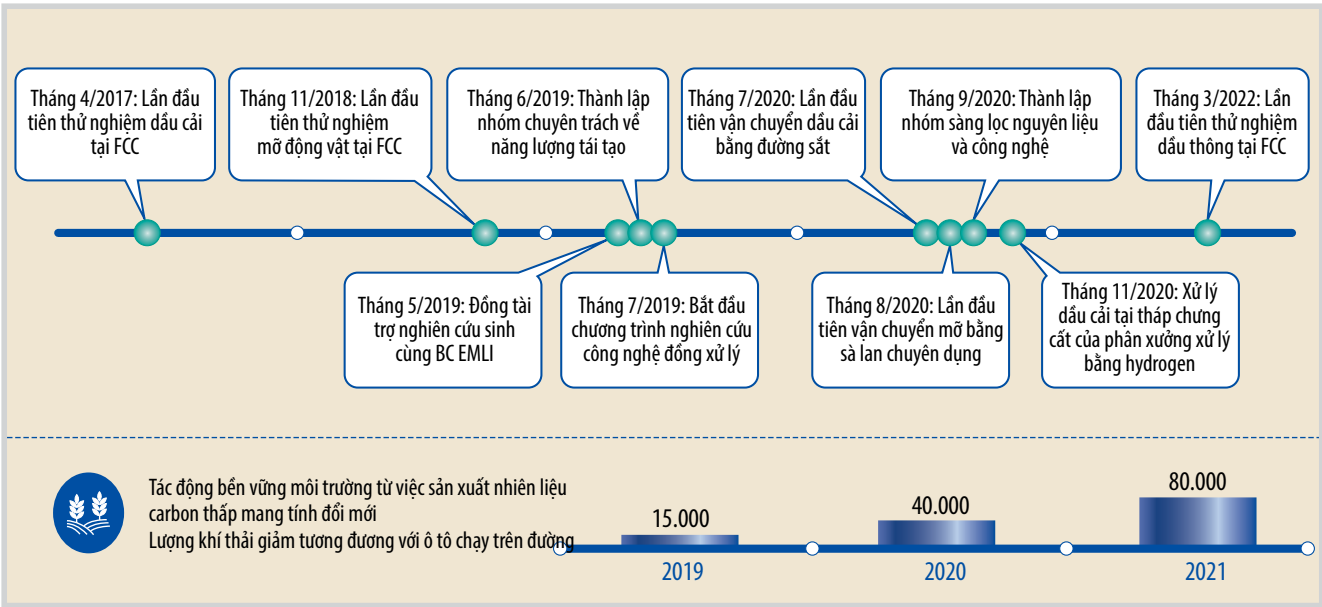 Tháng 4/2017: Lần đầu
tiên thử nghiệm dầu cải
tại FCC
Tháng 11/2018: Lần đầu
tiên thử nghiệm
mỡ động vật tại FCC
Tháng 6/2019: Thành lập
nhóm chuyên trách về
năng lượng tái tạo
Tháng 7/2020: Lần đầu
tiên vận chuyển dầu cải
bằng đường sắt
Tháng 9/2020: Thành lập
nhóm sàng lọc nguyên liệu
và công nghệ
Tháng 3/2022: Lần
đầu tiên thử nghiệm
dầu thông tại FCC
Tháng 5/2019: Đồng tài
trợ nghiên cứu sinh
cùng BC EMLI
Tháng 7/2019: Bắt đầu
chương trình nghiên cứu
công nghệ đồng xử lý
Tháng 8/2020: Lần đầu
tiên vận chuyển mỡ bằng
sà lan chuyên dụng
Tháng 11/2020: Xử lý
dầu cải tại tháp chưng
cất của phân xưởng xử lý
bằng hydrogen
Tác động bền vững môi trường từ việc sản xuất nhiên liệu
carbon thấp mang tính đổi mới
Lượng khí thải giảm tương đương với ô tô chạy trên đường
15.000
40.000
80.000
2019
2020
2021